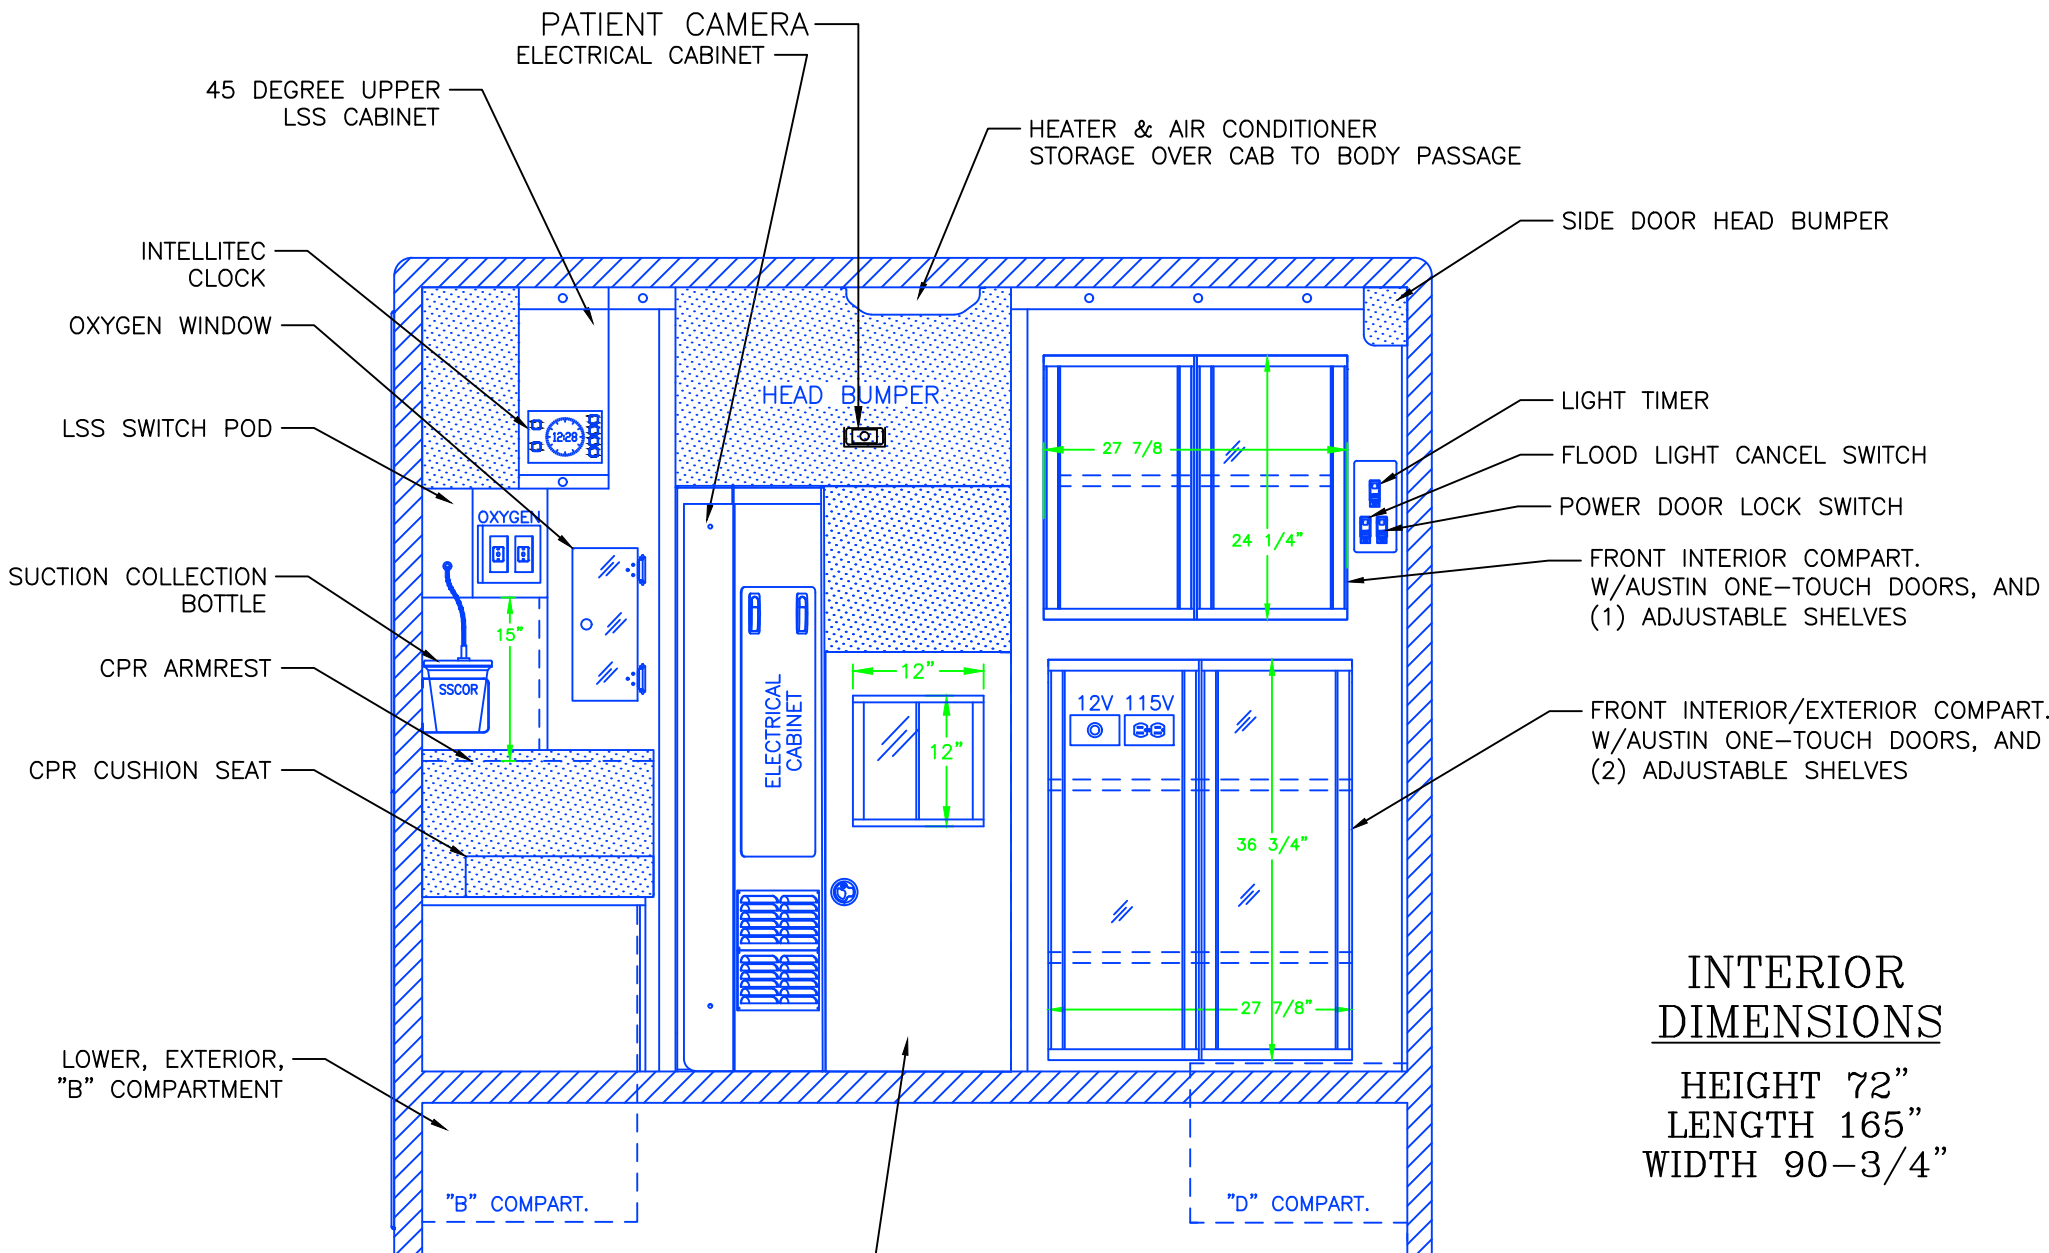 PATIENT CAMERA
ELECTRICAL CABINET
45 DEGREE UPPER
LSS CABINET
HEATER & AIR CONDITIONER
STORAGE OVER CAB TO BODY PASSAGE
SIDE DOOR HEAD BUMPER
INTELLITEC
CLOCK
OXYGEN WINDOW
LSS SWITCH POD
SUCTION COLLECTION
BOTTLE
CPR ARMREST
CPR CUSHION SEAT
LOWER, EXTERIOR,
"B" COMPARTMENT
HEAD BUMPER
12:28
OXYGEN
15"
SSCOR
ELECTRICAL
CABINET
12"
12"
27 7/8
24 1/4"
12V 115V
36 3/4"
27 7/8"
"B" COMPART.
"D" COMPART.
LIGHT TIMER
FLOOD LIGHT CANCEL SWITCH
POWER DOOR LOCK SWITCH
FRONT INTERIOR COMPART.
W/AUSTIN ONE-TOUCH DOORS, AND
(1) ADJUSTABLE SHELVES
FRONT INTERIOR/EXTERIOR COMPART.
W/AUSTIN ONE-TOUCH DOORS, AND
(2) ADJUSTABLE SHELVES
INTERIOR
DIMENSIONS
HEIGHT 72"
LENGTH 165"
WIDTH 90-3/4"